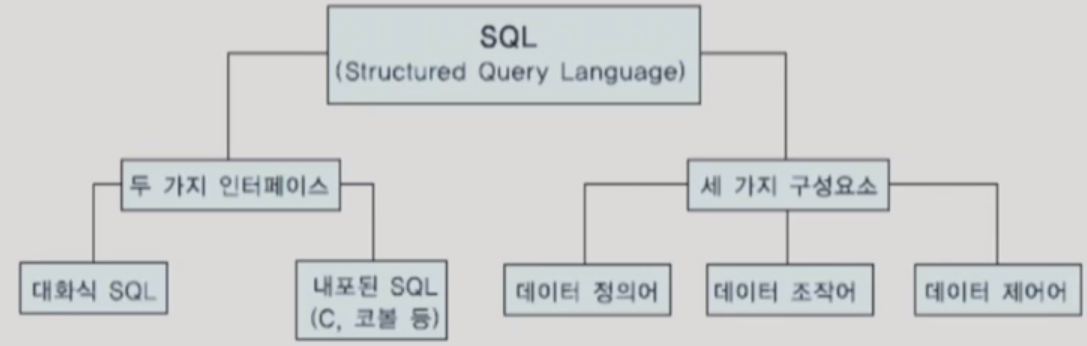 SQL
(Structured Query Language)
두 가지 인터페이스
세 가지 구성요소
대화식 SQL
내포된 SQL
(C, 코볼 등)
데이터 정의어
데이터 조작어
데이터 제어어